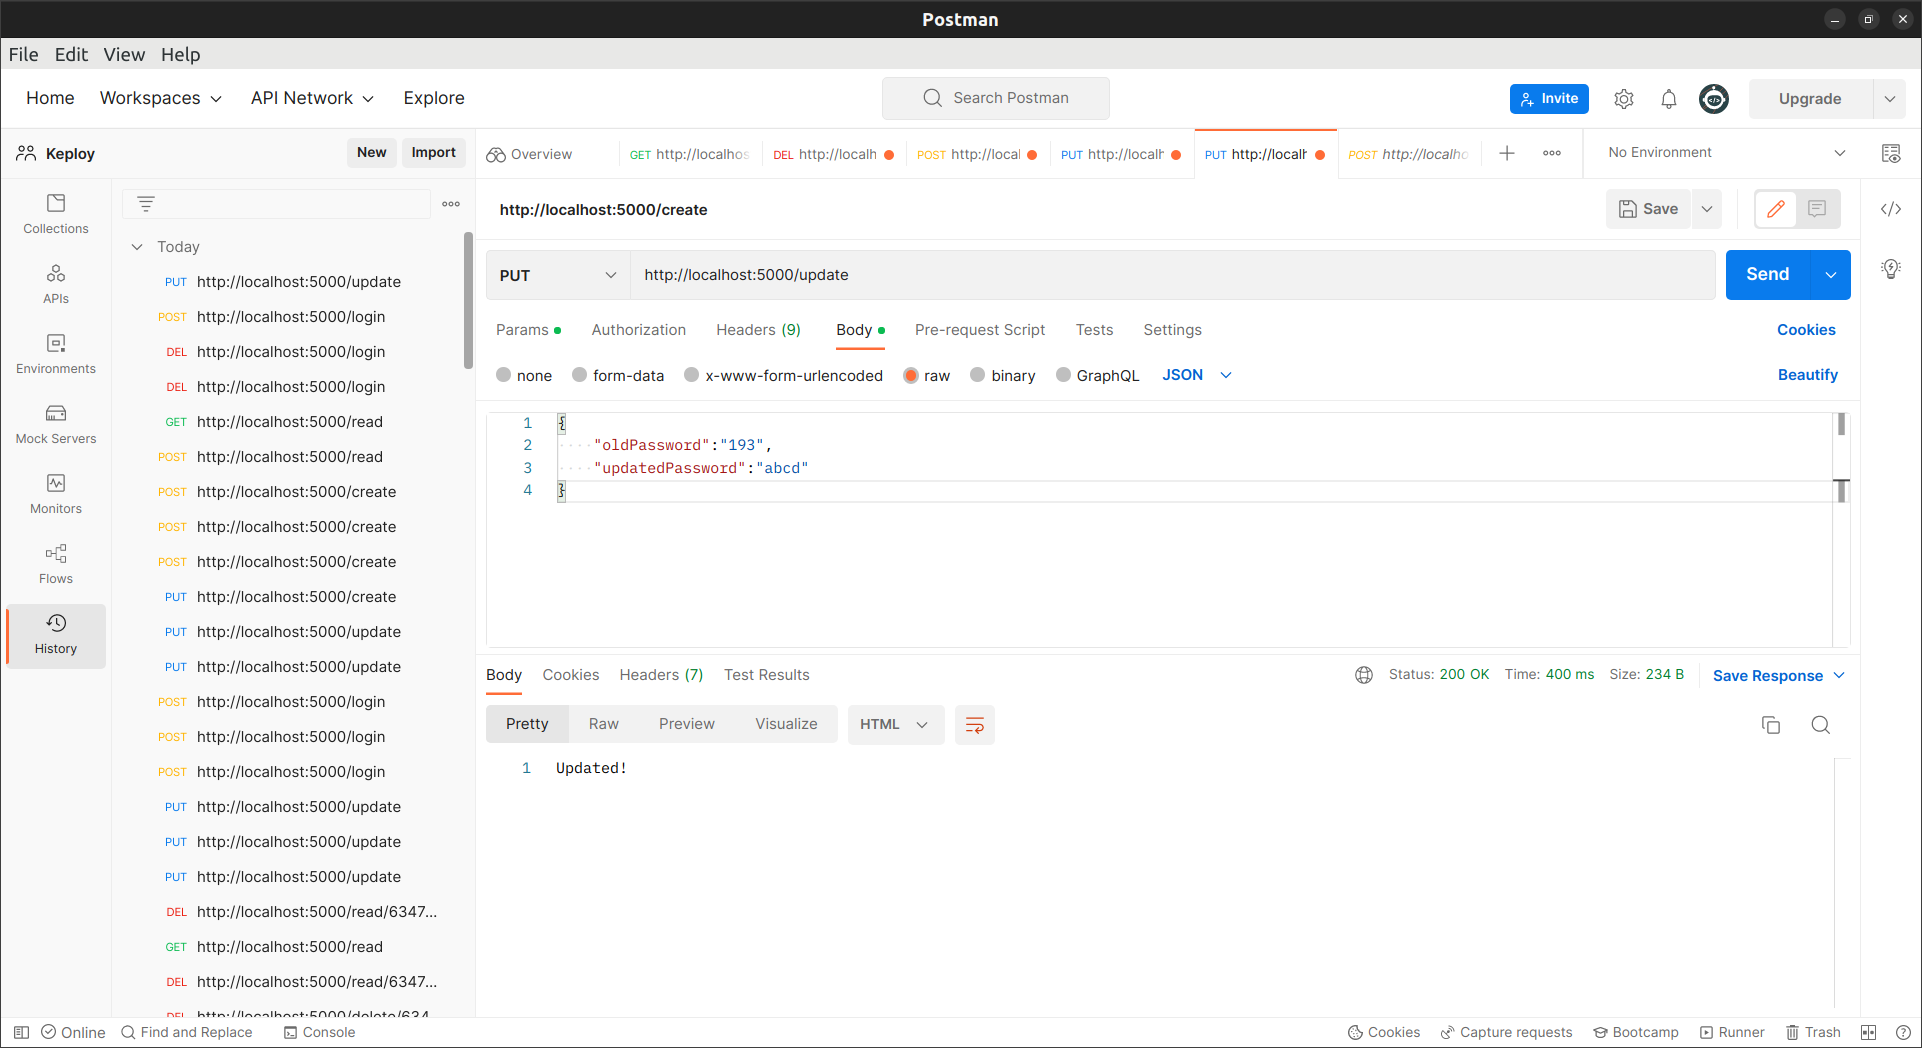 Postman
File Edit View Help
Home Workspaces API Network Explore Search Postman Invite Upgrade
Keploy New Import Overview GET http://localhos DEL http://localh POST http://local PUT http://localh PUT http://localh POST http://localho No Environment
Collections
APIs
Environments
Mock Servers
Monitors
Flows
History
Today
PUT http://localhost:5000/update
POST http://localhost:5000/login
DEL http://localhost:5000/login
DEL http://localhost:5000/login
GET http://localhost:5000/read
POST http://localhost:5000/read
POST http://localhost:5000/create
POST http://localhost:5000/create
POST http://localhost:5000/create
PUT http://localhost:5000/create
PUT http://localhost:5000/update
PUT http://localhost:5000/update
POST http://localhost:5000/login
POST http://localhost:5000/login
POST http://localhost:5000/login
PUT http://localhost:5000/update
PUT http://localhost:5000/update
PUT http://localhost:5000/update
DEL http://localhost:5000/read/6347...
GET http://localhost:5000/read
DEL http://localhost:5000/read/6347...
DEL http://localhost:5000/delete/634
http://localhost:5000/create Save
PUT http://localhost:5000/update Send
Params Authorization Headers (9) Body Pre-request Script Tests Settings Cookies
none form-data x-www-form-urlencoded raw binary GraphQL JSON Beautify
1 {
2 "oldPassword":"193",
3 "updatedPassword":"abcd"
4 }
Body Cookies Headers (7) Test Results Status: 200 OK Time: 400 ms Size: 234 B Save Response
Pretty Raw Preview Visualize HTML
1 Updated!
Online Find and Replace Console Cookies Capture requests Bootcamp Runner Trash